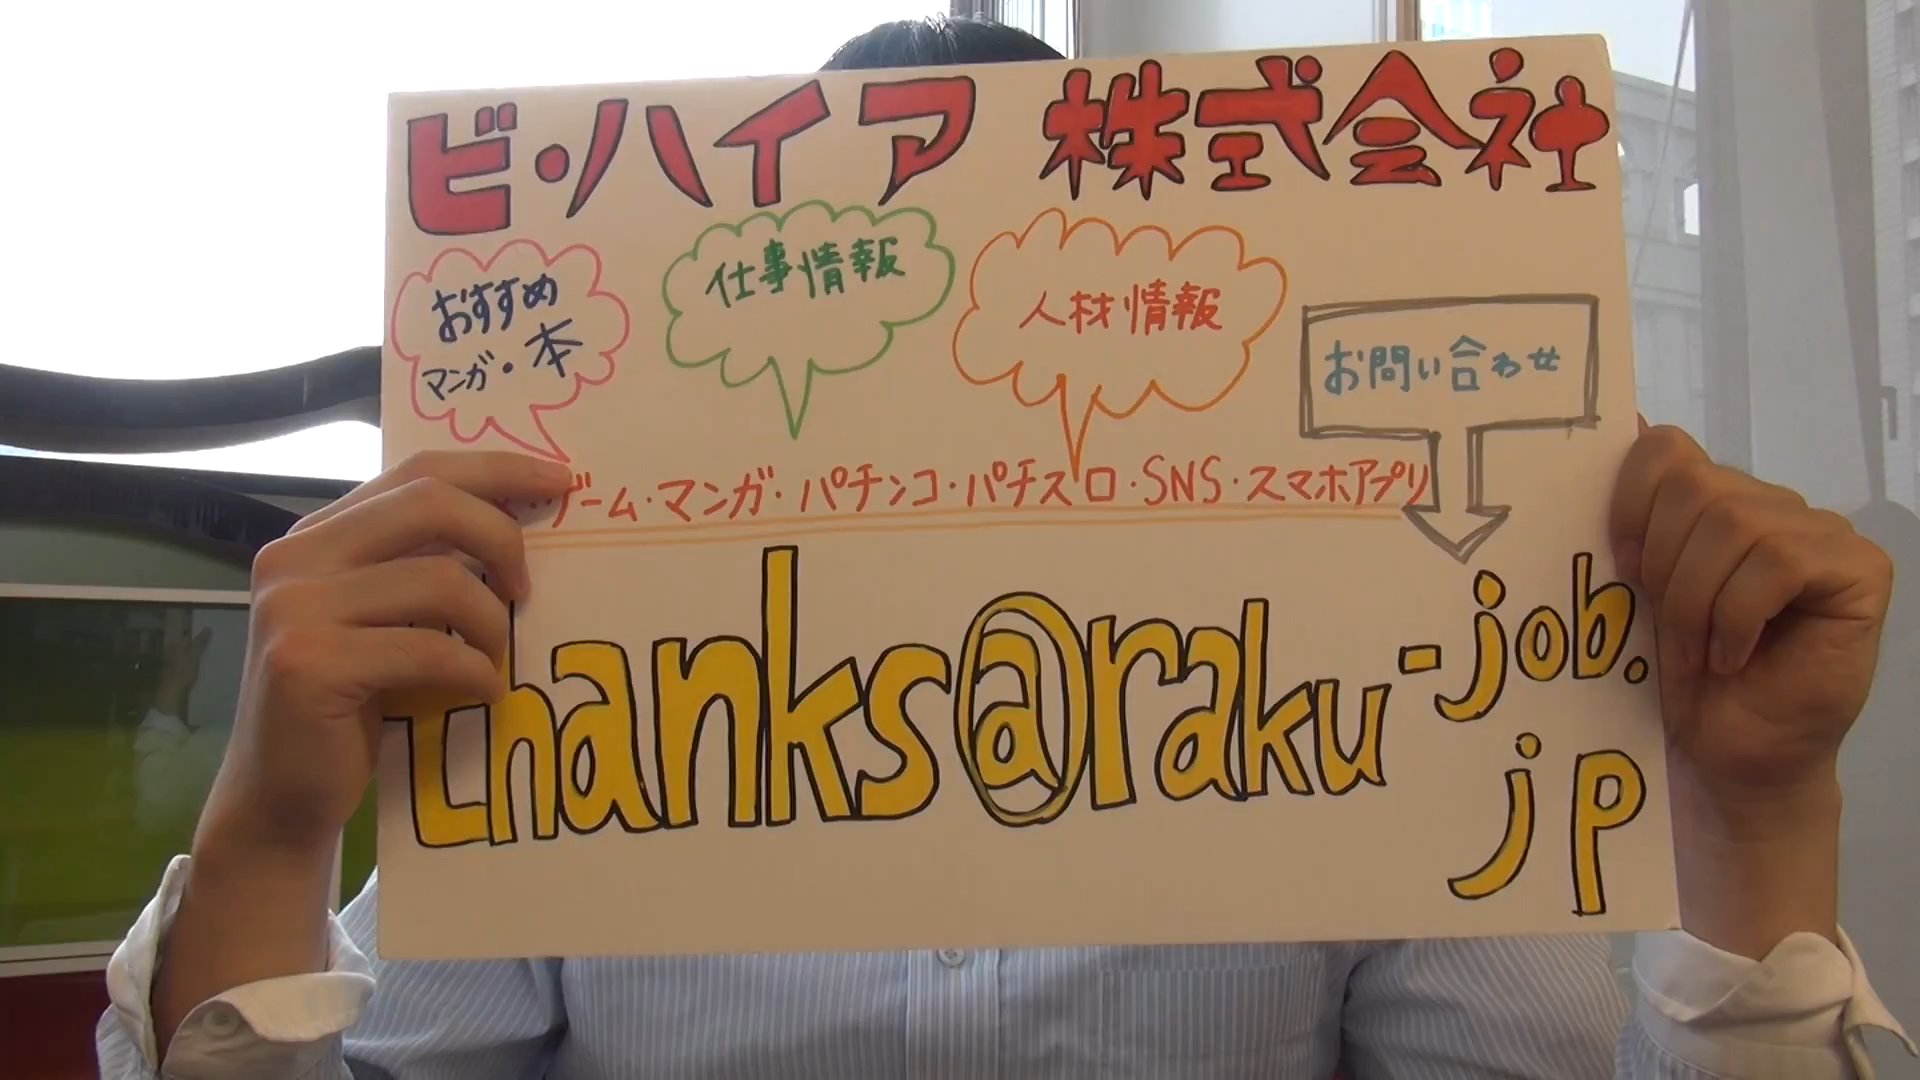 ビ・ハイア 株式会社
おすすめ
マンガ・本
仕事情報
人材情報
お問い合わせ
ゲーム・マンガ・パチンコ・パチスロ・SNS・スマホアプリ
thanks@raku-job.
jp